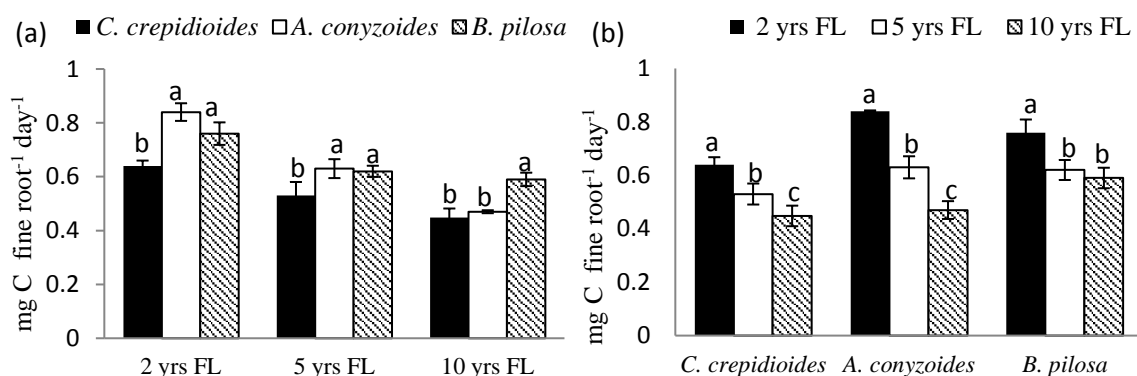 (a) C. crepidioides A. conyzoides B. pilosa
mg C fine root-1 day-1
1
0.8
0.6
0.4
0.2
0
b a a
b a a
b b a
2 yrs FL 5 yrs FL 10 yrs FL
(b) 2 yrs FL 5 yrs FL 10 yrs FL
mg C fine root-1 day-1
1
0.8
0.6
0.4
0.2
0
a b c
a b c
a b b
C. crepidioides A. conyzoides B. pilosa